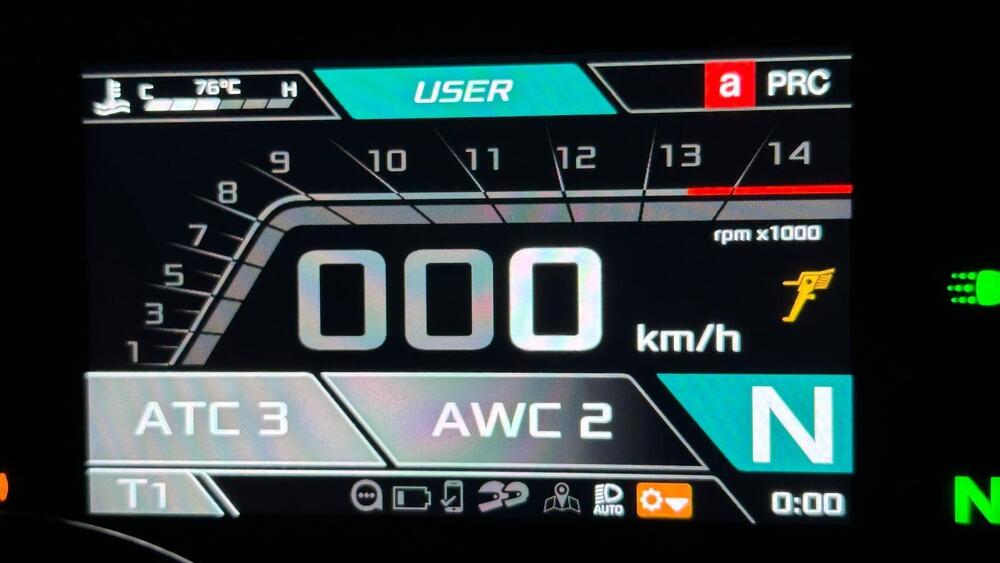 C 76°C H
USER
a PRC
1 3 5 7 8 9 10 11 12 13 14
rpm x1000
000 km/h
ATC 3
AWC 2
N
T1
AUTO
0:00
N